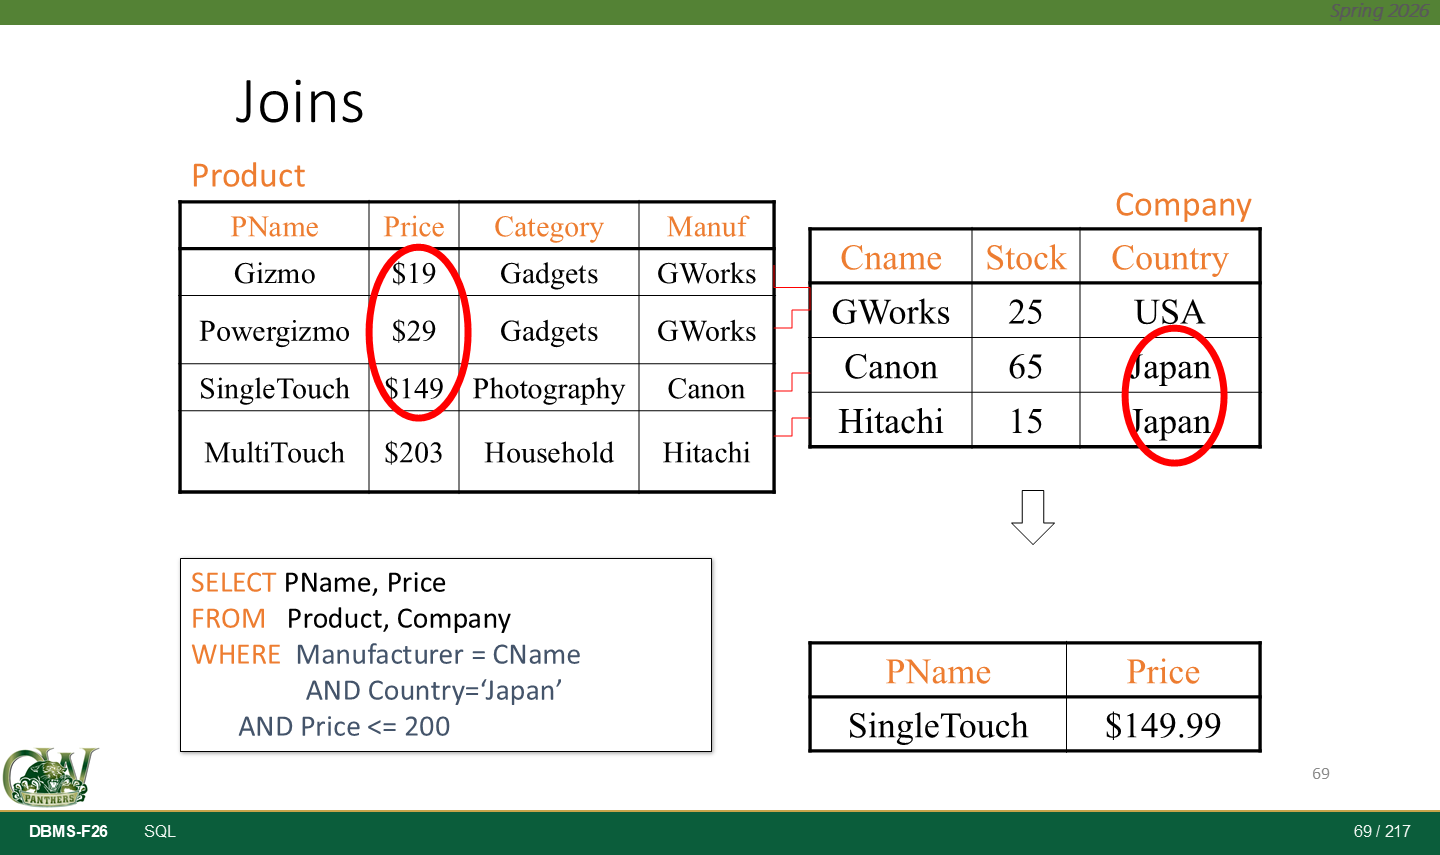 Spring 2026
Joins
Product
PName Price Category Manuf
Gizmo $19 Gadgets GWorks
Powergizmo $29 Gadgets GWorks
SingleTouch $149 Photography Canon
MultiTouch $203 Household Hitachi
Company
Cname Stock Country
GWorks 25 USA
Canon 65 Japan
Hitachi 15 Japan
SELECT PName, Price
FROM Product, Company
WHERE Manufacturer = CName
AND Country=‘Japan’
AND Price <= 200
PName Price
SingleTouch $149.99
69
OW
PANTHERS
DBMS-F26 SQL 69 / 217